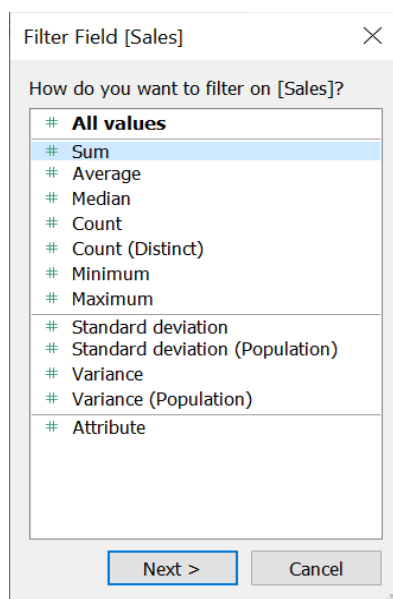 Filter Field [Sales]
How do you want to filter on [Sales]?
# All values
# Sum
# Average
# Median
# Count
# Count (Distinct)
# Minimum
# Maximum
# Standard deviation
# Standard deviation (Population)
# Variance
# Variance (Population)
# Attribute
Next > Cancel